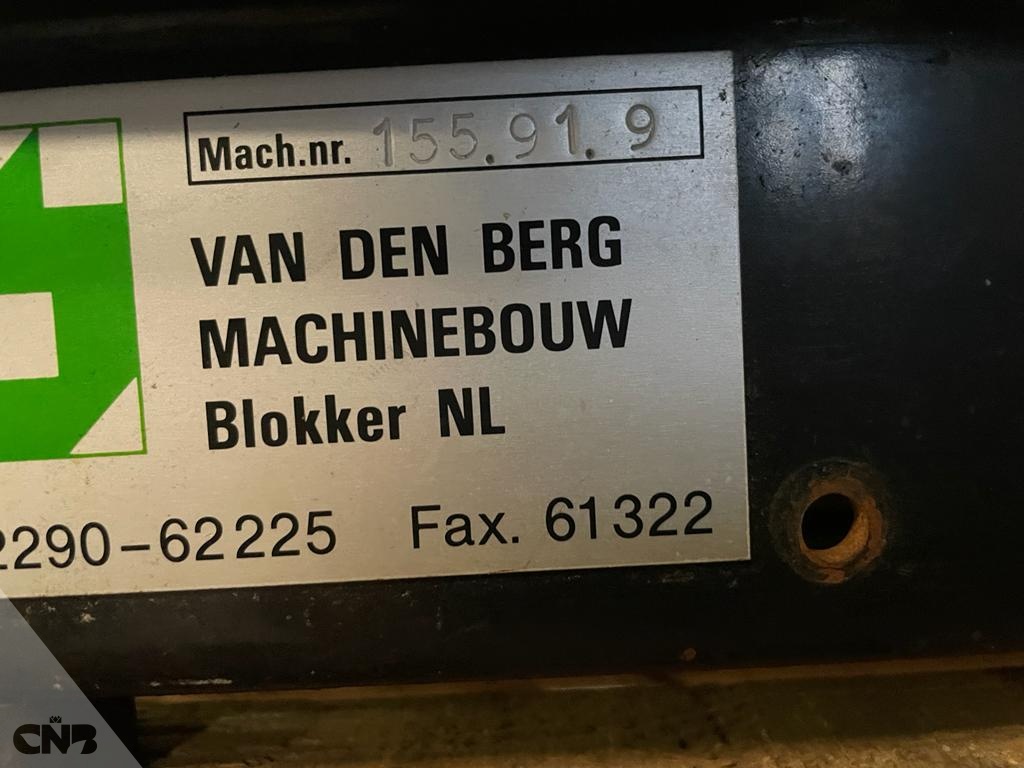 Mach.nr. 155.91.9
VAN DEN BERG
MACHINEBOUW
Blokker NL
2290-62225 Fax. 61322
CNB